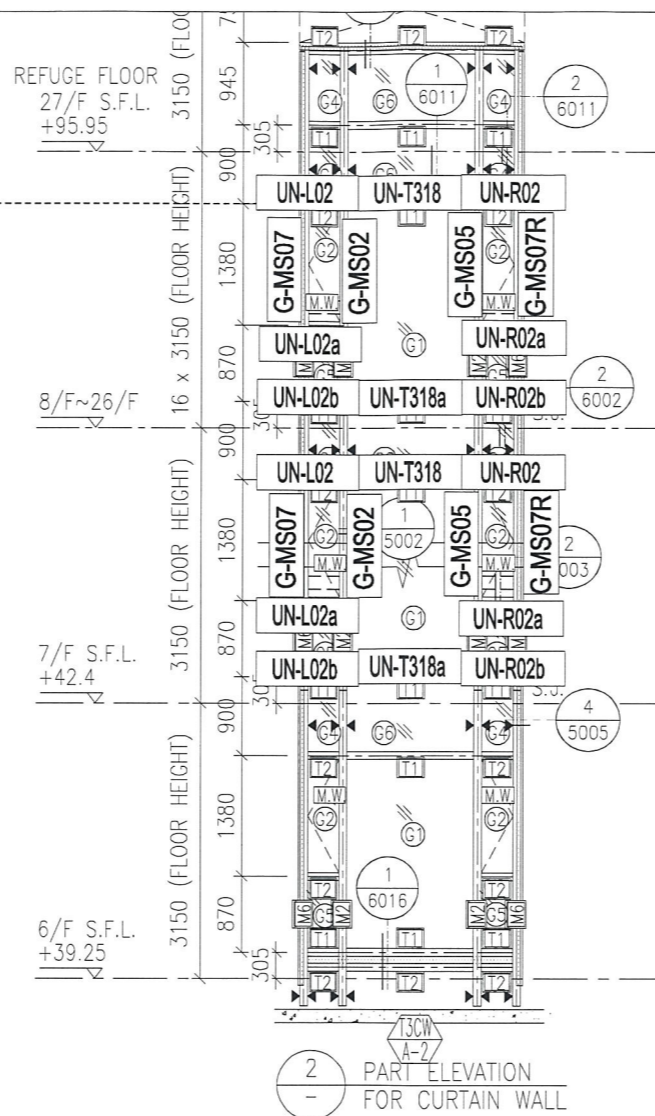 T2 T2 T2
3150 (FLOOR
945
REFUGE FLOOR
27/F S.F.L.
+95.95
G4 G6 G4
1
6011
2
6011
305
T1 T1 T1
900
UN-L02 UN-T318 UN-R02
16 x 3150 (FLOOR HEIGHT)
1380
G-MS07 G-MS02 G-MS05 G-MS07R
G2 G2
M.W. M.W.
UN-L02a UN-R02a
G1
870
2
6002
UN-L02b UN-T318a UN-R02b
8/F~26/F
900
UN-L02 UN-T318 UN-R02
3150 (FLOOR HEIGHT)
1380
G-MS07 G-MS02 G-MS05 G-MS07R
1
5002
G2 G2
M.W. M.W.
2
003
UN-L02a UN-R02a
G1
870
UN-L02b UN-T318a UN-R02b
7/F S.F.L.
+42.4
900
G4 G6 G4
4
5005
T2 T1 T2
3150 (FLOOR HEIGHT)
1380
M.W. M.W.
G2 G1 G2
1
6016
870
T2 T2
M6 G5 M2 M2 G5 M6
T1 T1 T1
6/F S.F.L.
+39.25
305
T2 T2 T2
T3CW
A-2
2
-
PART ELEVATION
FOR CURTAIN WALL